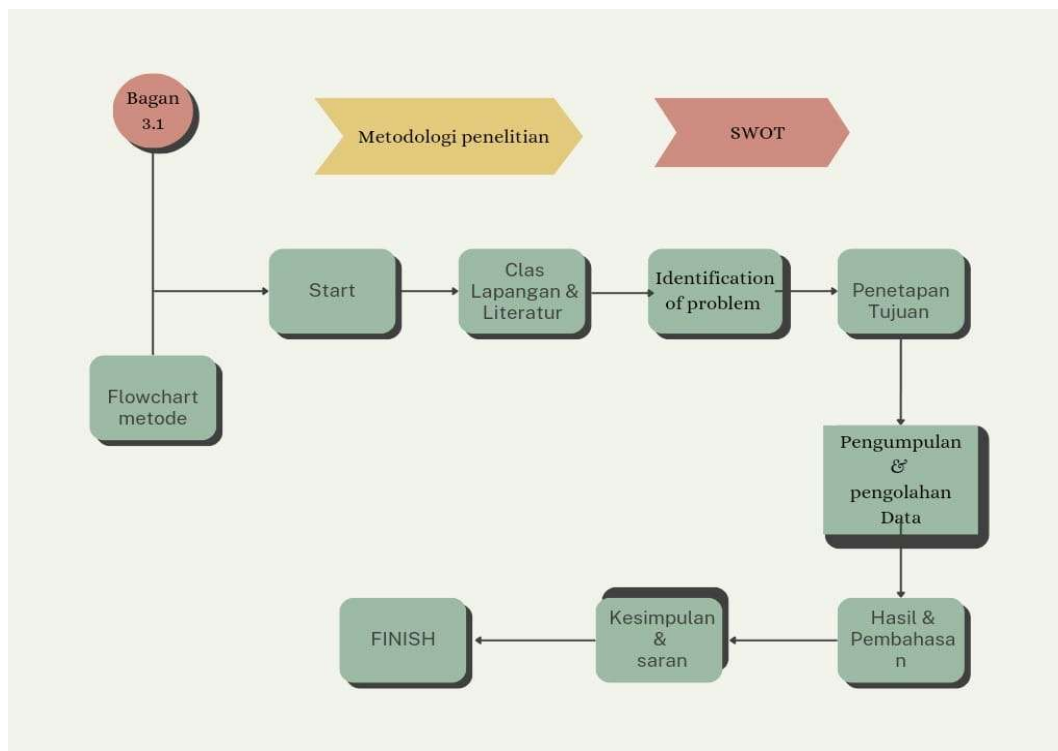 Bagan
3.1
Metodologi penelitian
SWOT
Start
Clas
Lapangan &
Literatur
Identification
of problem
Penetapan
Tujuan
Flowchart
metode
Pengumpulan
&
pengolahan
Data
Hasil &
Pembahasa
n
Kesimpulan
&
saran
FINISH